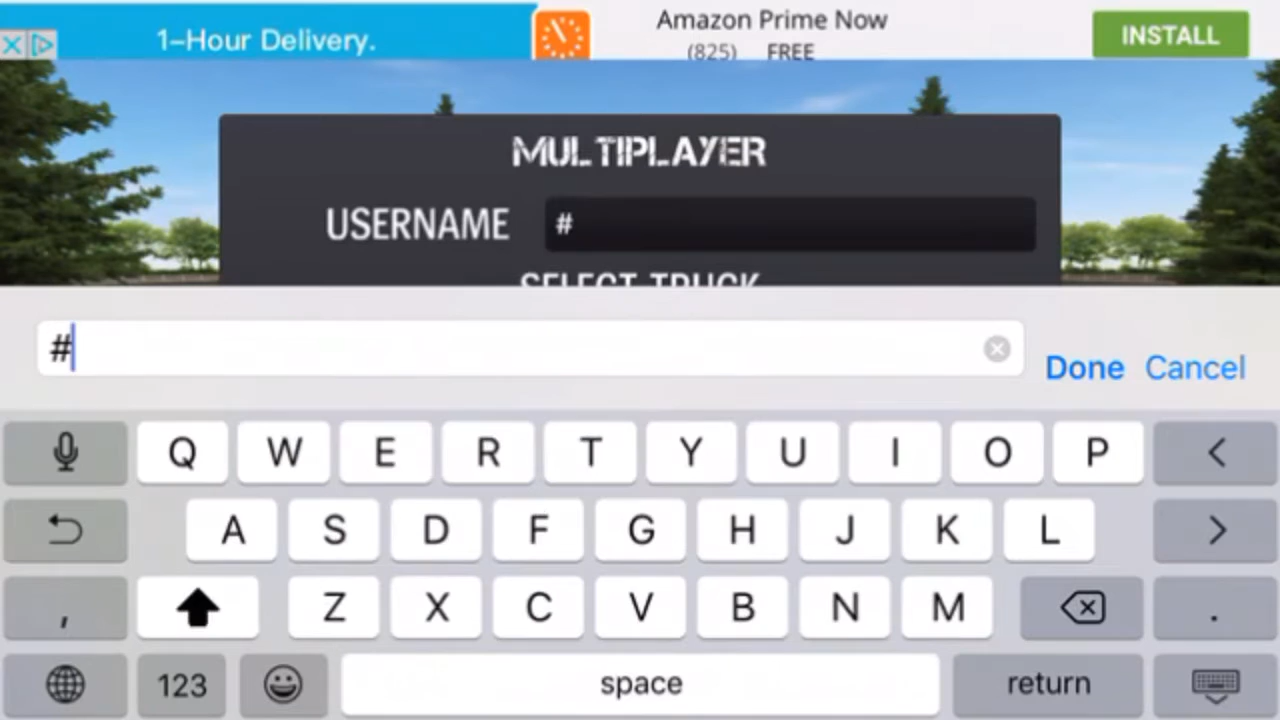 1-Hour Delivery.
Amazon Prime Now
(825) FREE
INSTALL
MULTIPLAYER
USERNAME #
SELECT TRUCK
#
Done Cancel
Q W E R T Y U I O P <
A S D F G H J K L >
, Z X C V B N M .
123 space return